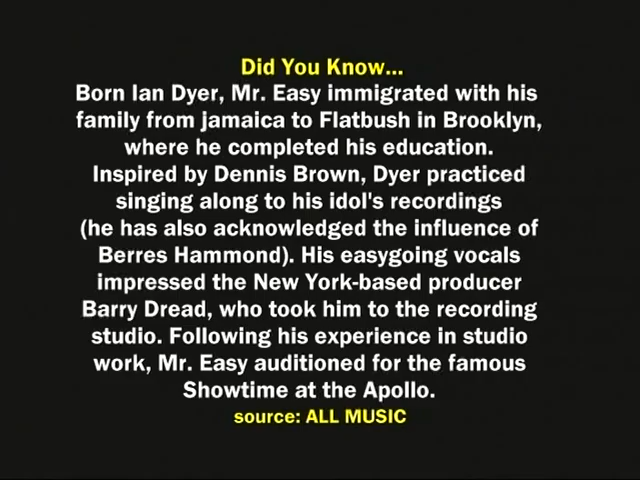 Did You Know...
Born Ian Dyer, Mr. Easy immigrated with his
family from jamaica to Flatbush in Brooklyn,
where he completed his education.
Inspired by Dennis Brown, Dyer practiced
singing along to his idol's recordings
(he has also acknowledged the influence of
Berres Hammond). His easygoing vocals
impressed the New York-based producer
Barry Dread, who took him to the recording
studio. Following his experience in studio
work, Mr. Easy auditioned for the famous
Showtime at the Apollo.
source: ALL MUSIC